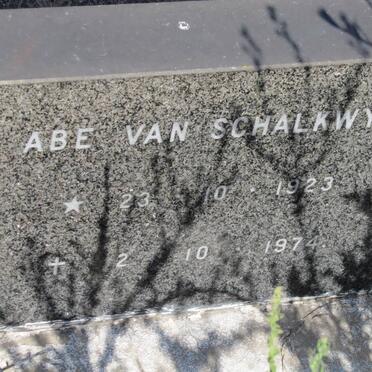 ABE VAN SCHALKWY
★ 23 · 10 · 1923
+ 2 10 1974